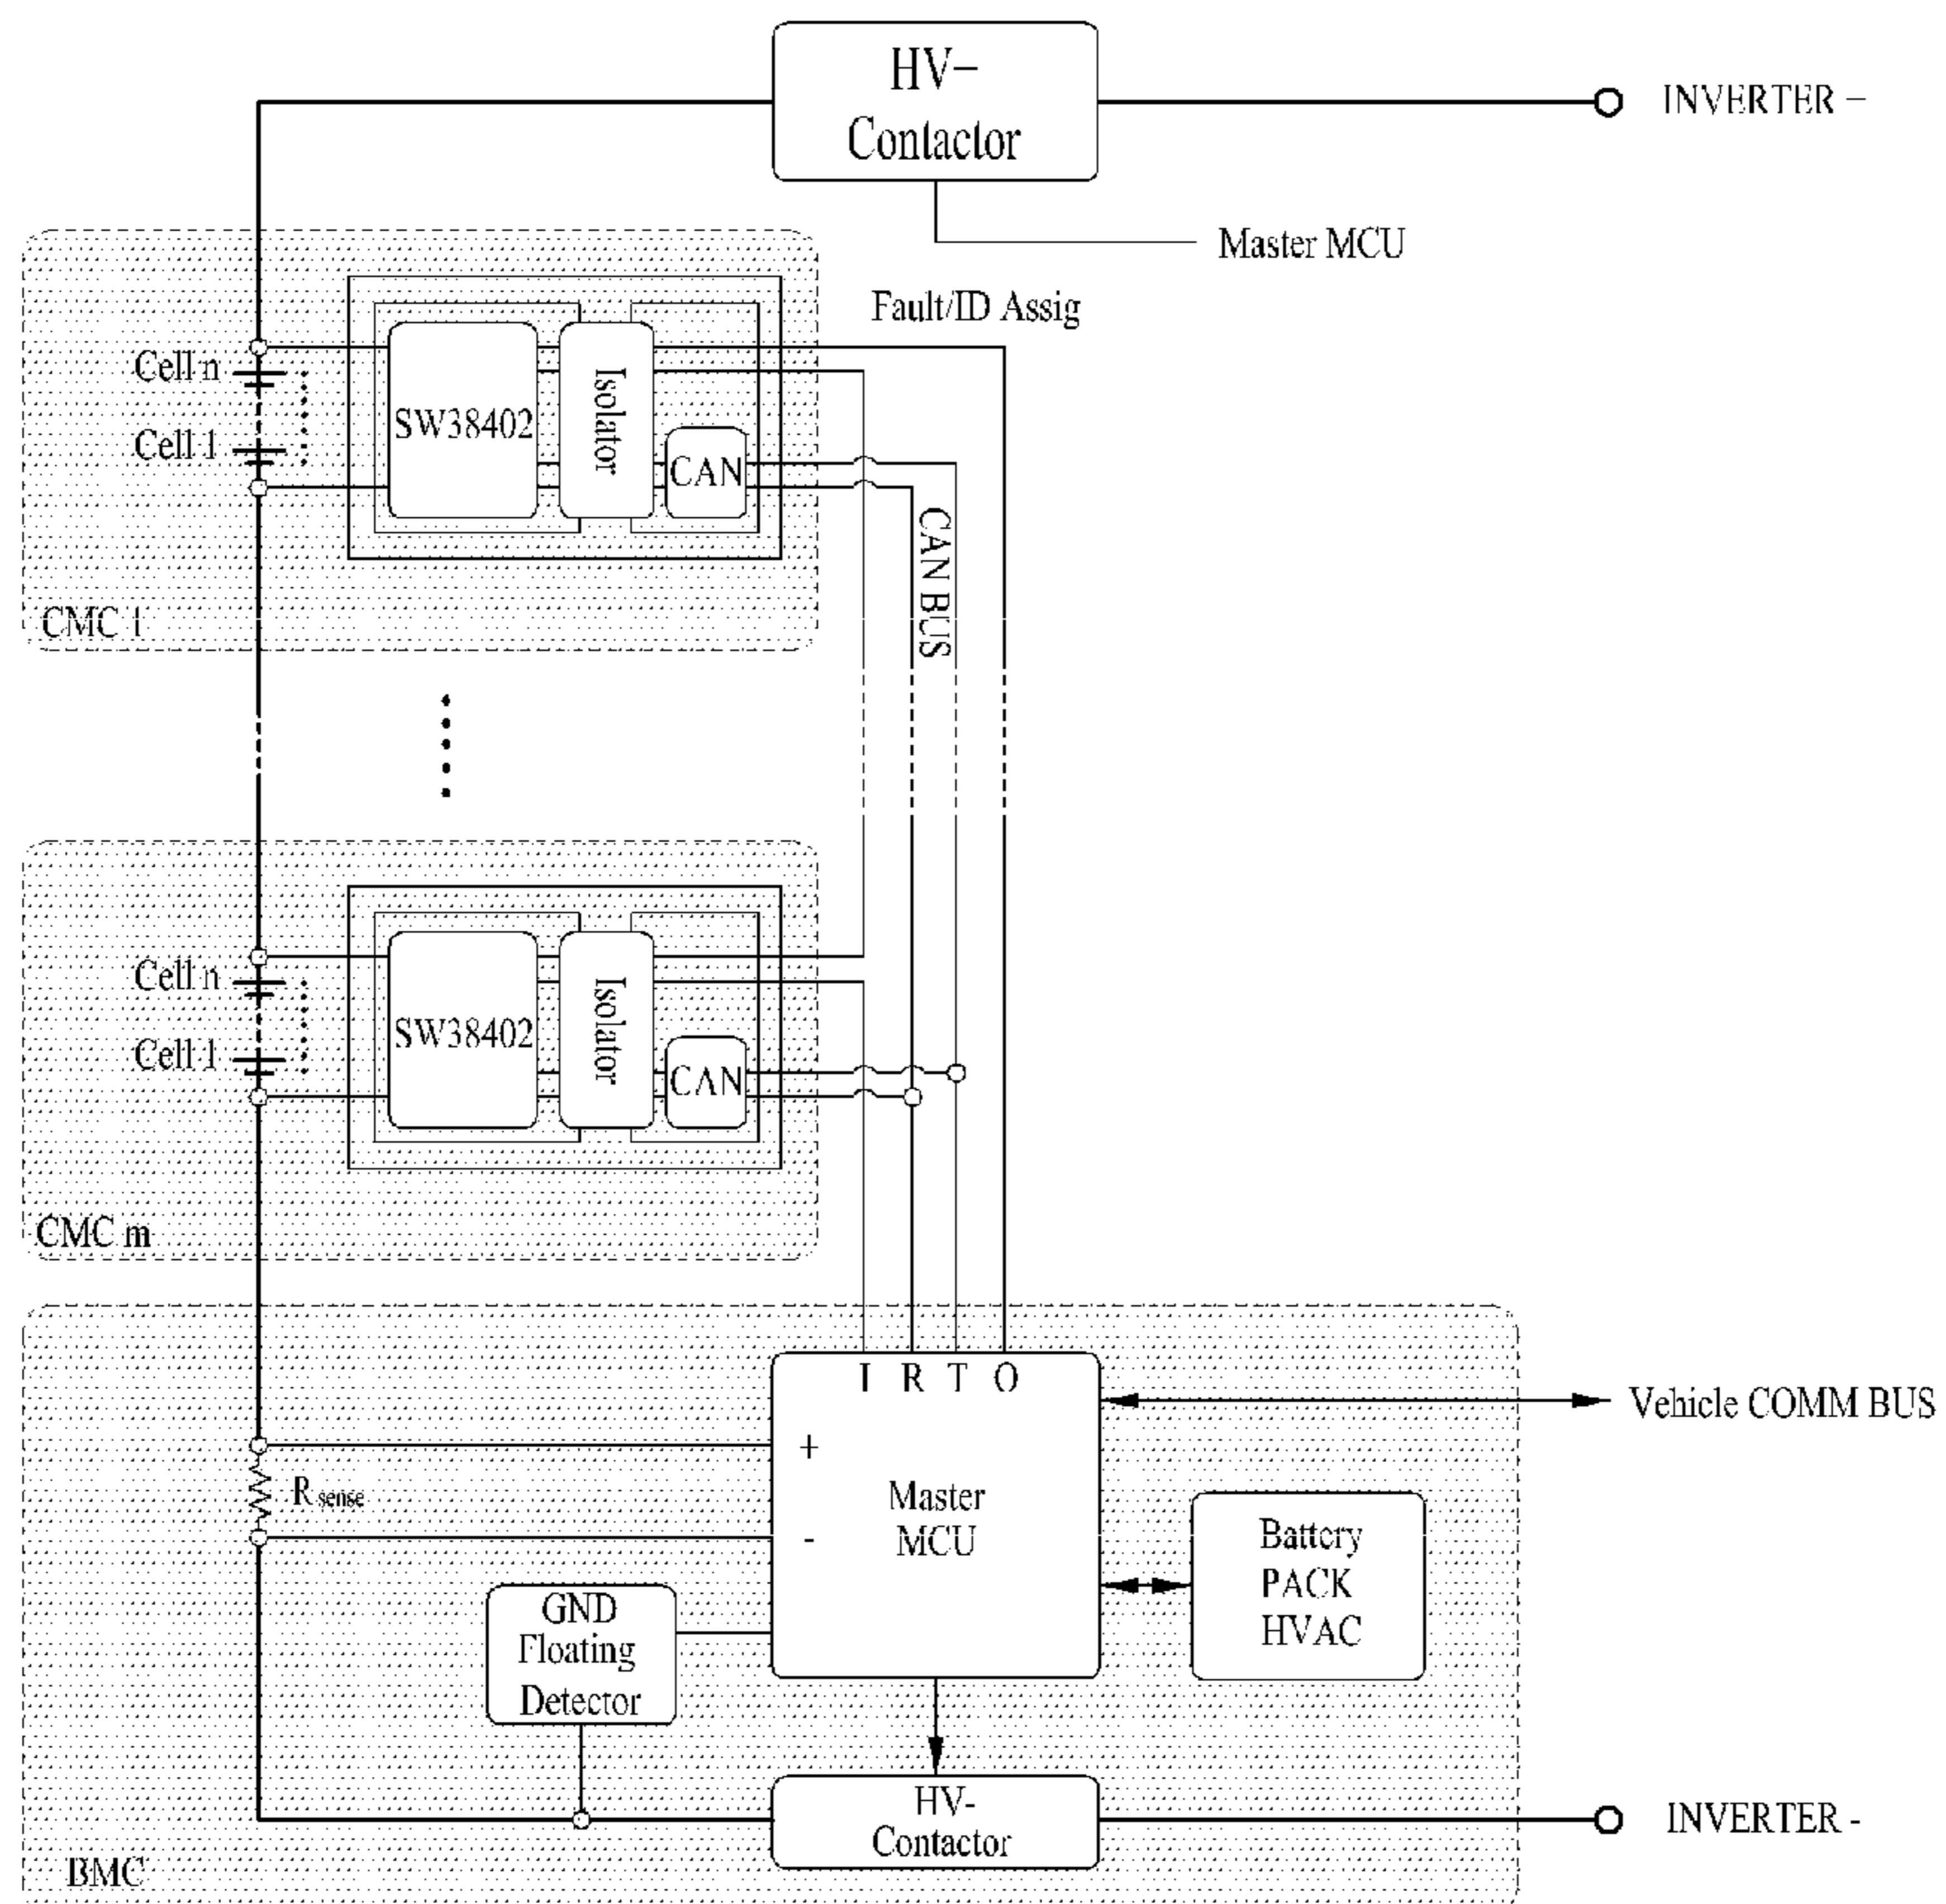 HV−
Contactor
INVERTER −
Master MCU
Fault/ID Assig
Cell n
Cell 1
SW38402
Isolator
CAN
CAN BUS
CMC 1
Cell n
Cell 1
SW38402
Isolator
CAN
CMC m
I R T O
+
Master
MCU
-
Vehicle COMM BUS
R sense
Battery
PACK
HVAC
GND
Floating
Detector
HV-
Contactor
INVERTER -
BMC